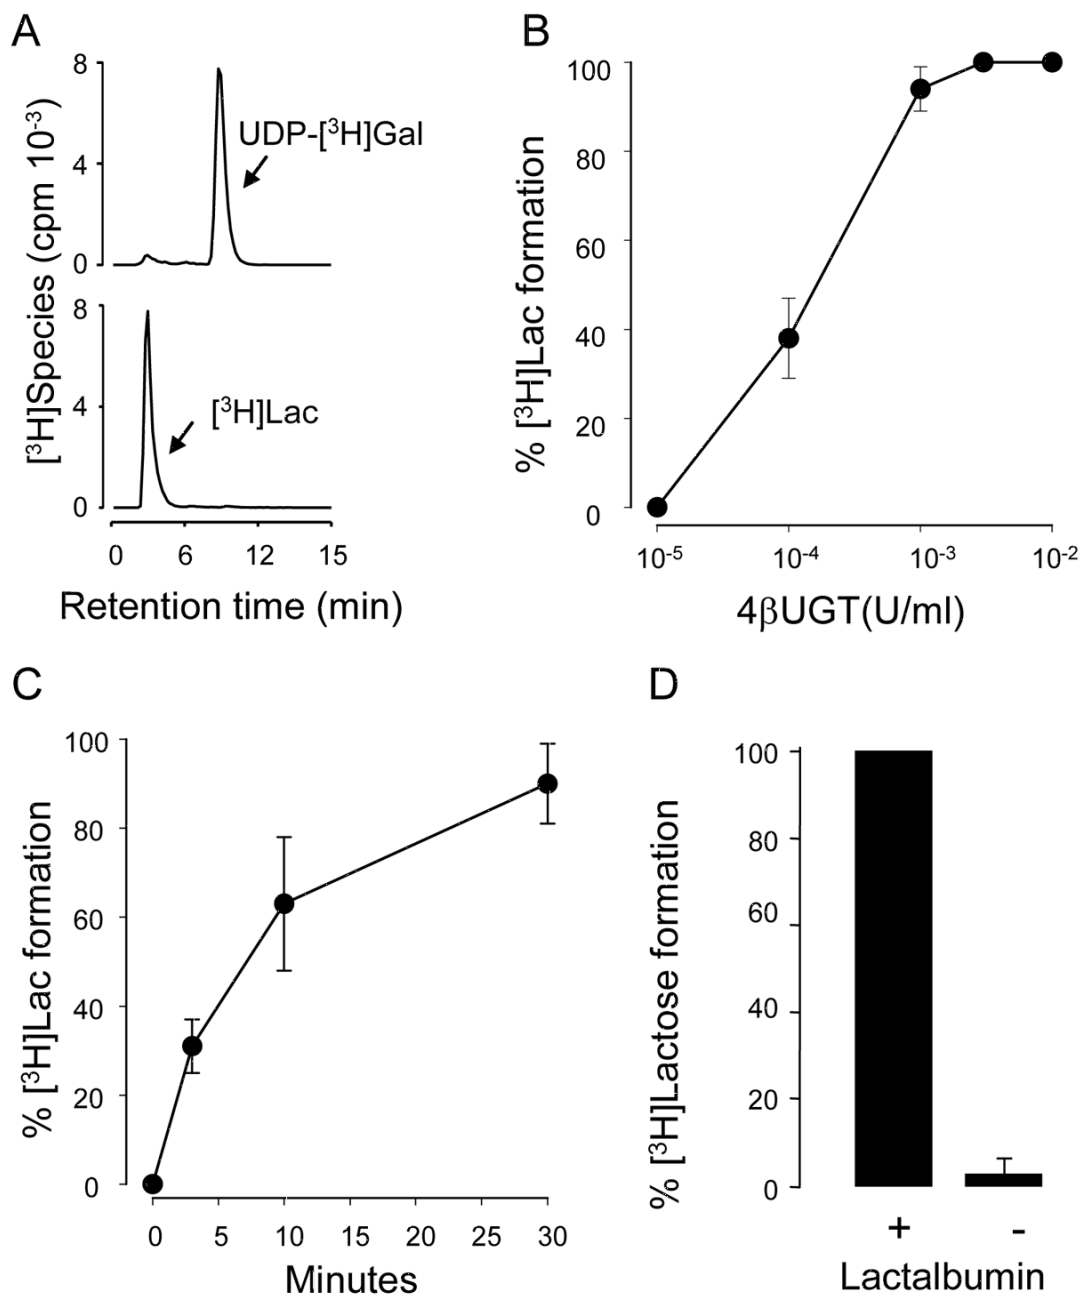 A
[³H]Species (cpm 10⁻³)
8
4
0
UDP-[³H]Gal
8
4
0
[³H]Lac
0 6 12 15
Retention time (min)
B
% [³H]Lac formation
100
80
60
40
20
0
10⁻⁵ 10⁻⁴ 10⁻³ 10⁻²
4βUGT(U/ml)
C
% [³H]Lac formation
100
80
60
40
20
0
0 5 10 15 20 25 30
Minutes
D
% [³H]Lactose formation
100
80
60
40
20
0
+ -
Lactalbumin